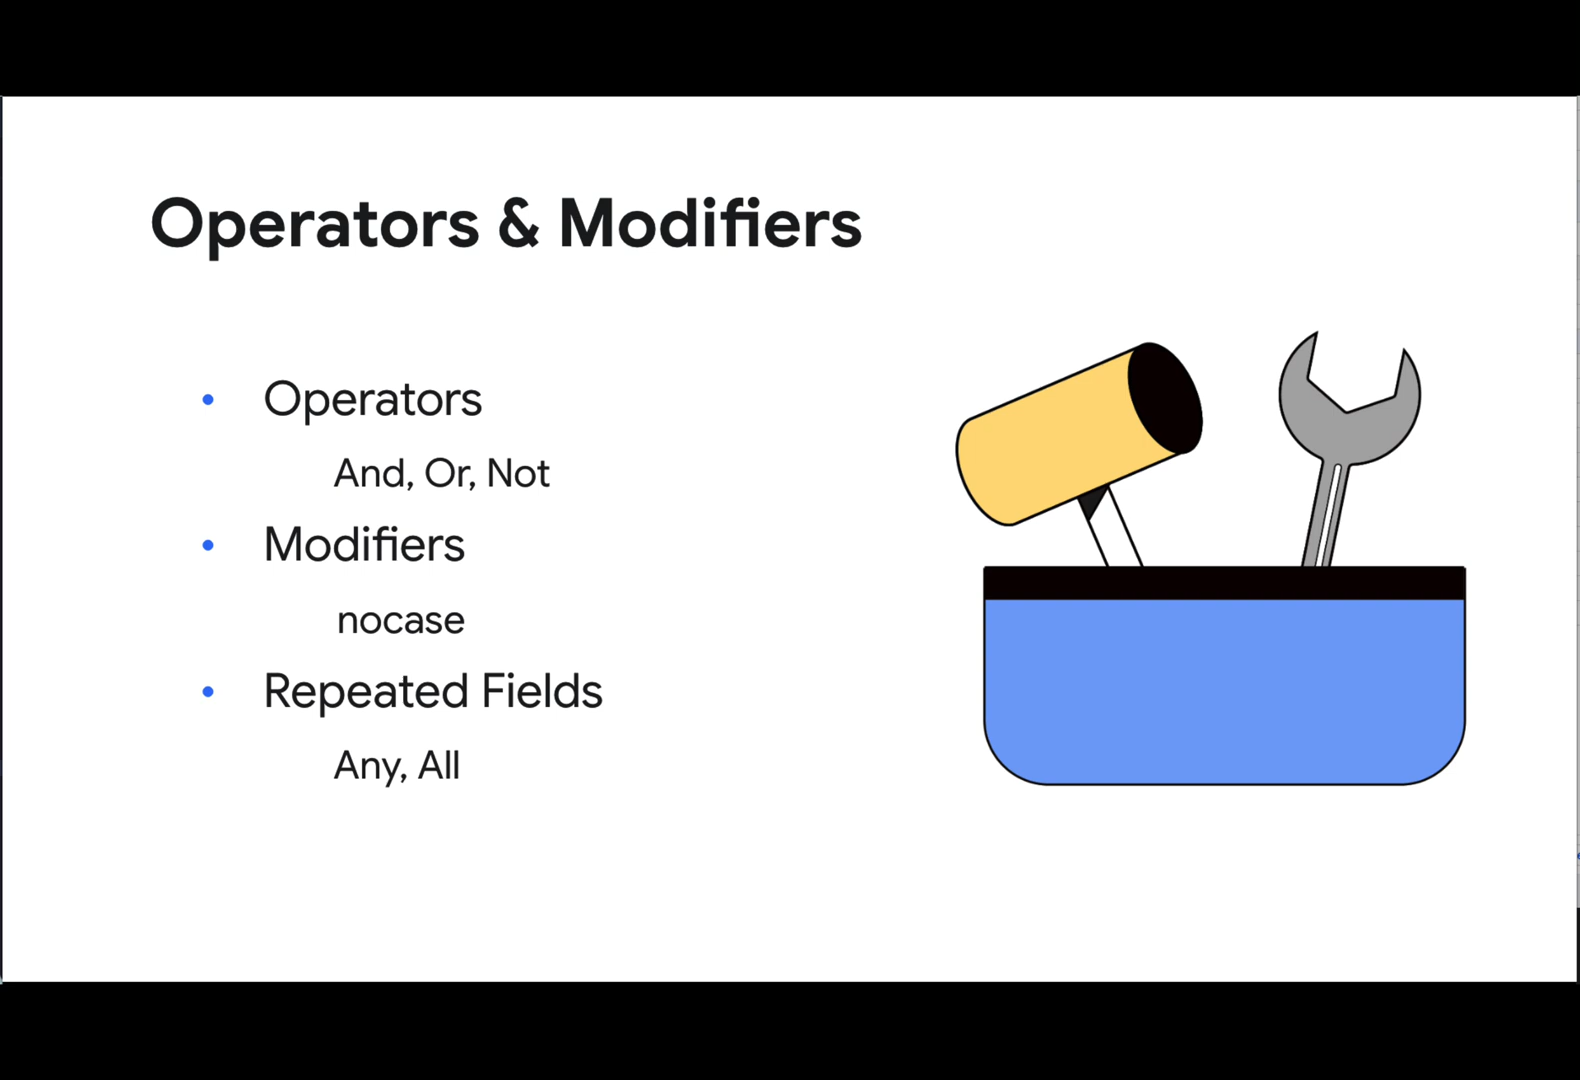 Operators & Modifiers
• Operators
And, Or, Not
• Modifiers
nocase
• Repeated Fields
Any, All